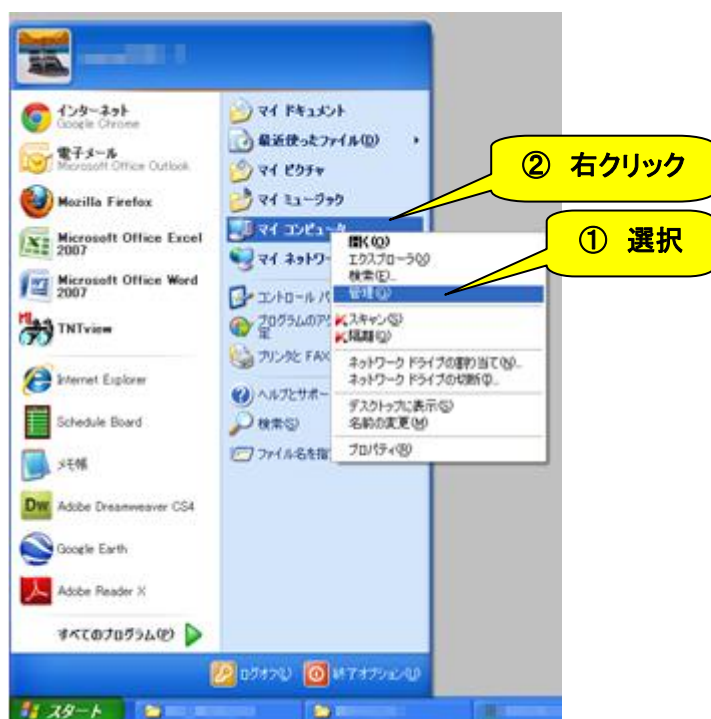 インターネット
Google Chrome
電子メール
Microsoft Office Outlook
Mozilla Firefox
Microsoft Office Excel
2007
Microsoft Office Word
2007
TNTview
Internet Explorer
Schedule Board
メモ帳
Adobe Dreamweaver CS4
Google Earth
Adobe Reader X
すべてのプログラム(P)
マイ ドキュメント
最近使ったファイル(D)
マイ ピクチャ
マイ ミュージック
マイ コンピュータ
マイ ネットワー
コントロール パ
プログラムのアク
定
プリンタと FAX
ヘルプとサポー
検索(S)
ファイル名を指
② 右クリック
① 選択
開く(O)
エクスプローラ(X)
検索(E)...
管理(G)
スキャン(S)
隔離(Q)
ネットワーク ドライブの割り当て(N)...
ネットワーク ドライブの切断(I)...
デスクトップに表示(S)
名前の変更(M)
プロパティ(R)
ログオフ(L)
終了オプション(U)
スタート